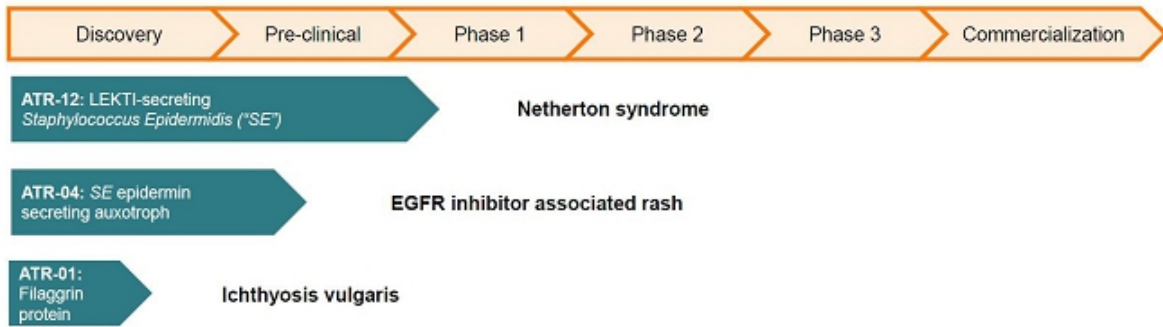 Discovery Pre-clinical Phase 1 Phase 2 Phase 3 Commercialization
ATR-12: LEKTI-secreting
Staphylococcus Epidermidis ("SE")
Netherton syndrome
ATR-04: SE epidermin
secreting auxotroph
EGFR inhibitor associated rash
ATR-01:
Filaggrin
protein
Ichthyosis vulgaris